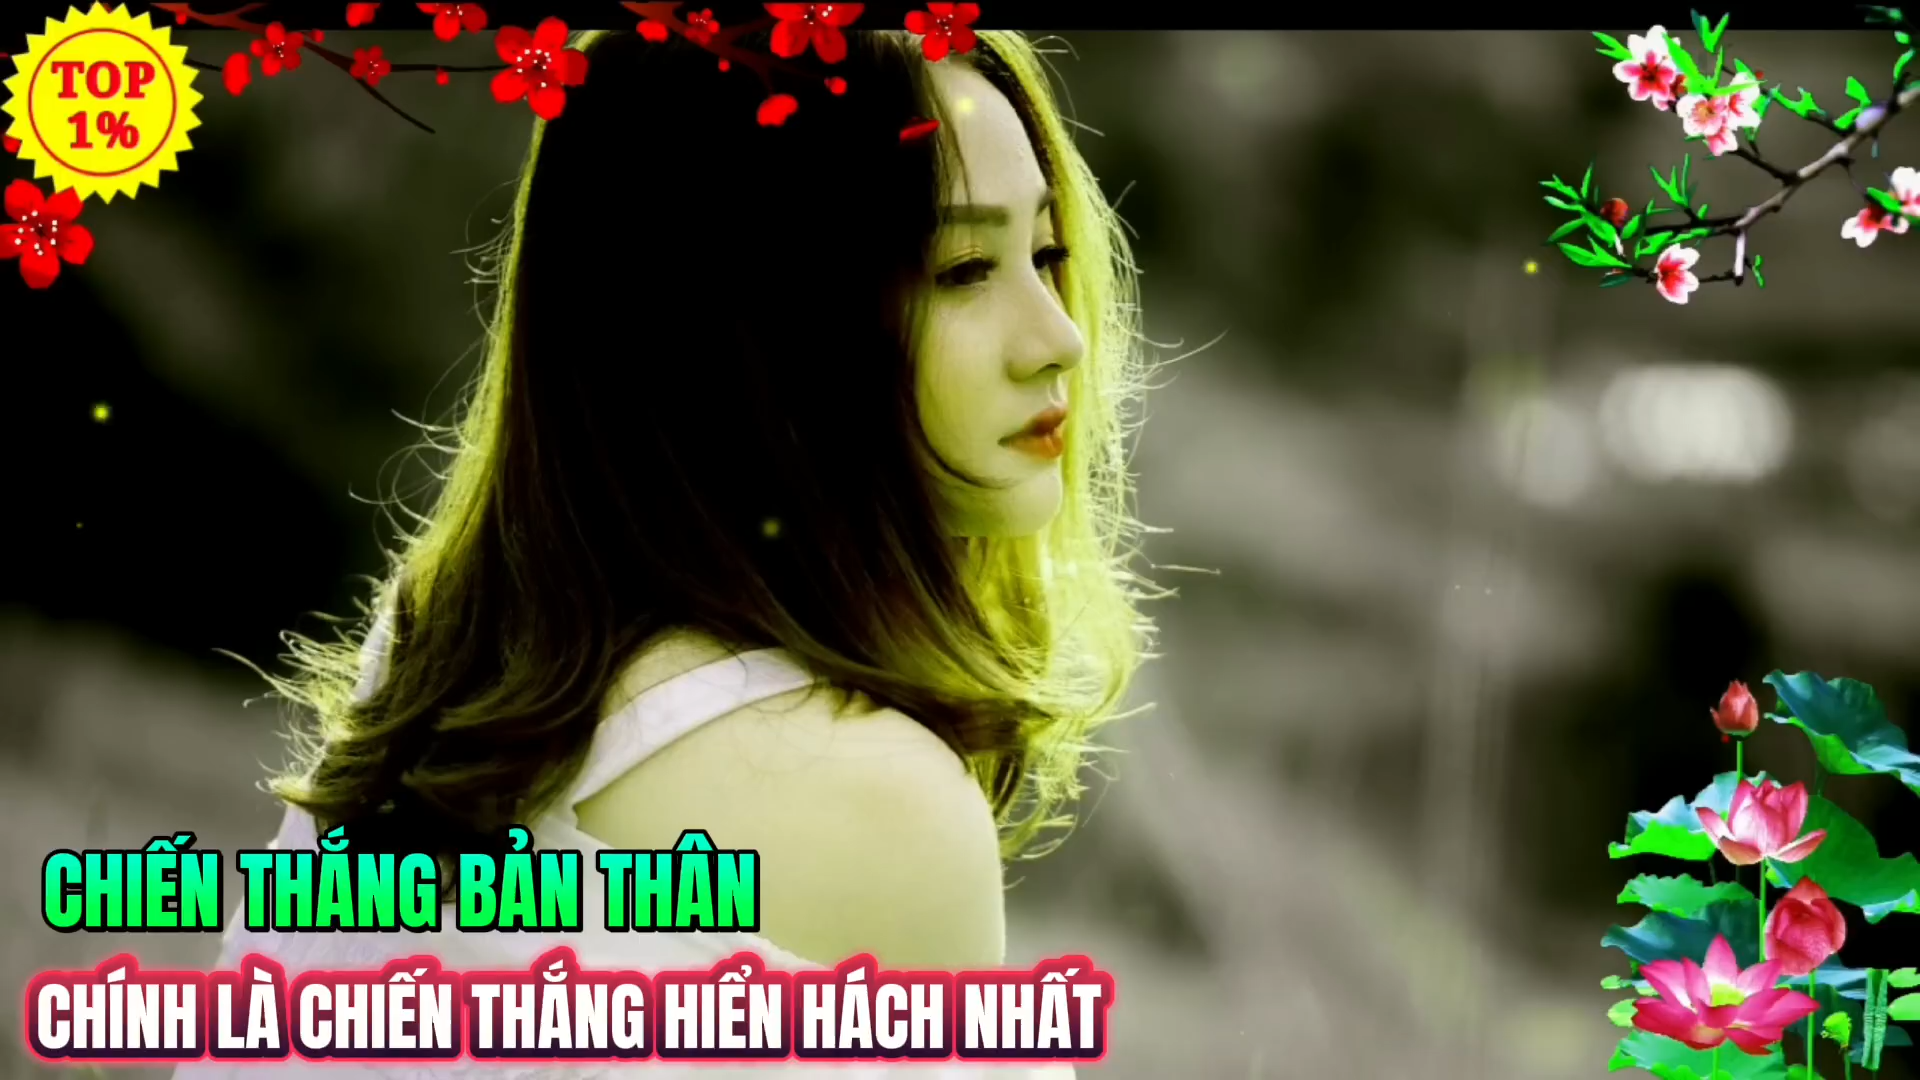 TOP
1%
CHIẾN THẮNG BẢN THÂN
CHÍNH LÀ CHIẾN THẮNG HIỂN HÁCH NHẤT